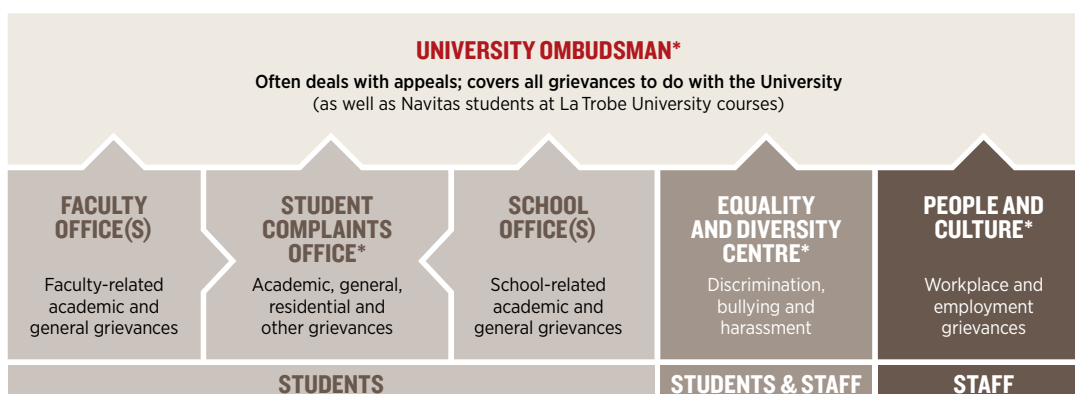 UNIVERSITY OMBUDSMAN*
Often deals with appeals; covers all grievances to do with the University
(as well as Navitas students at La Trobe University courses)
FACULTY
OFFICE(S)
Faculty-related
academic and
general grievances
STUDENT
COMPLAINTS
OFFICE*
Academic, general,
residential and
other grievances
SCHOOL
OFFICE(S)
School-related
academic and
general grievances
EQUALITY
AND DIVERSITY
CENTRE*
Discrimination,
bullying and
harassment
PEOPLE AND
CULTURE*
Workplace and
employment
grievances
STUDENTS
STUDENTS & STAFF
STAFF